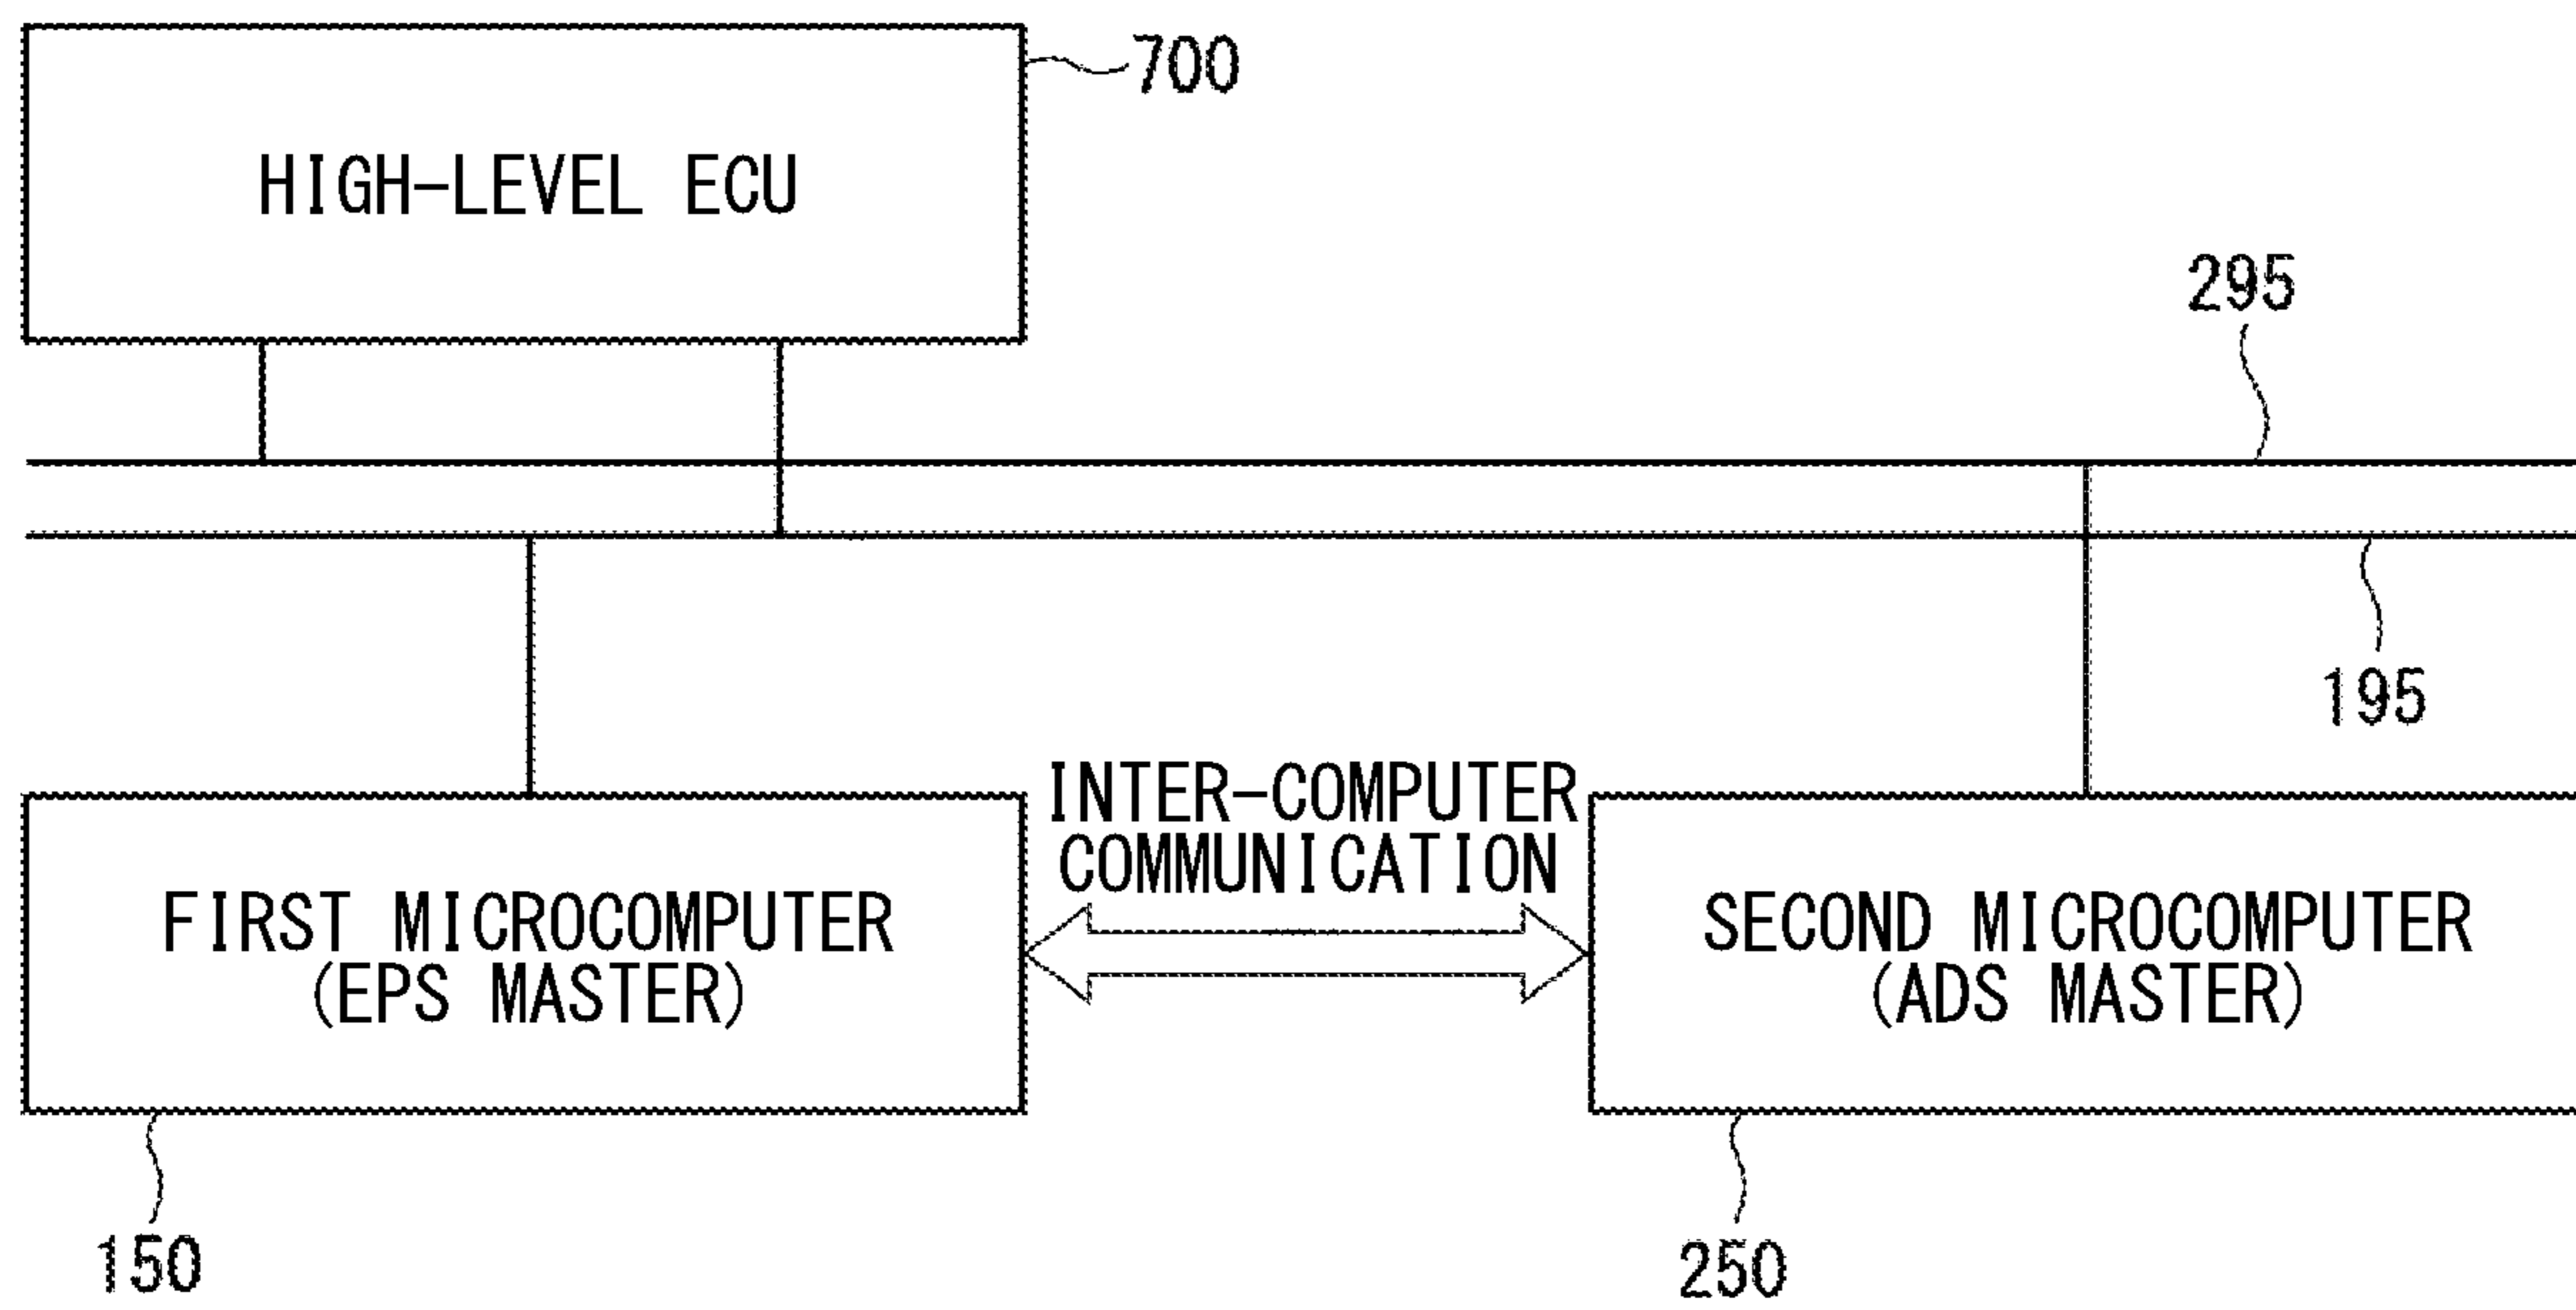 700
HIGH-LEVEL ECU
295
195
INTER-COMPUTER
COMMUNICATION
FIRST MICROCOMPUTER
(EPS MASTER)
SECOND MICROCOMPUTER
(ADS MASTER)
150
250